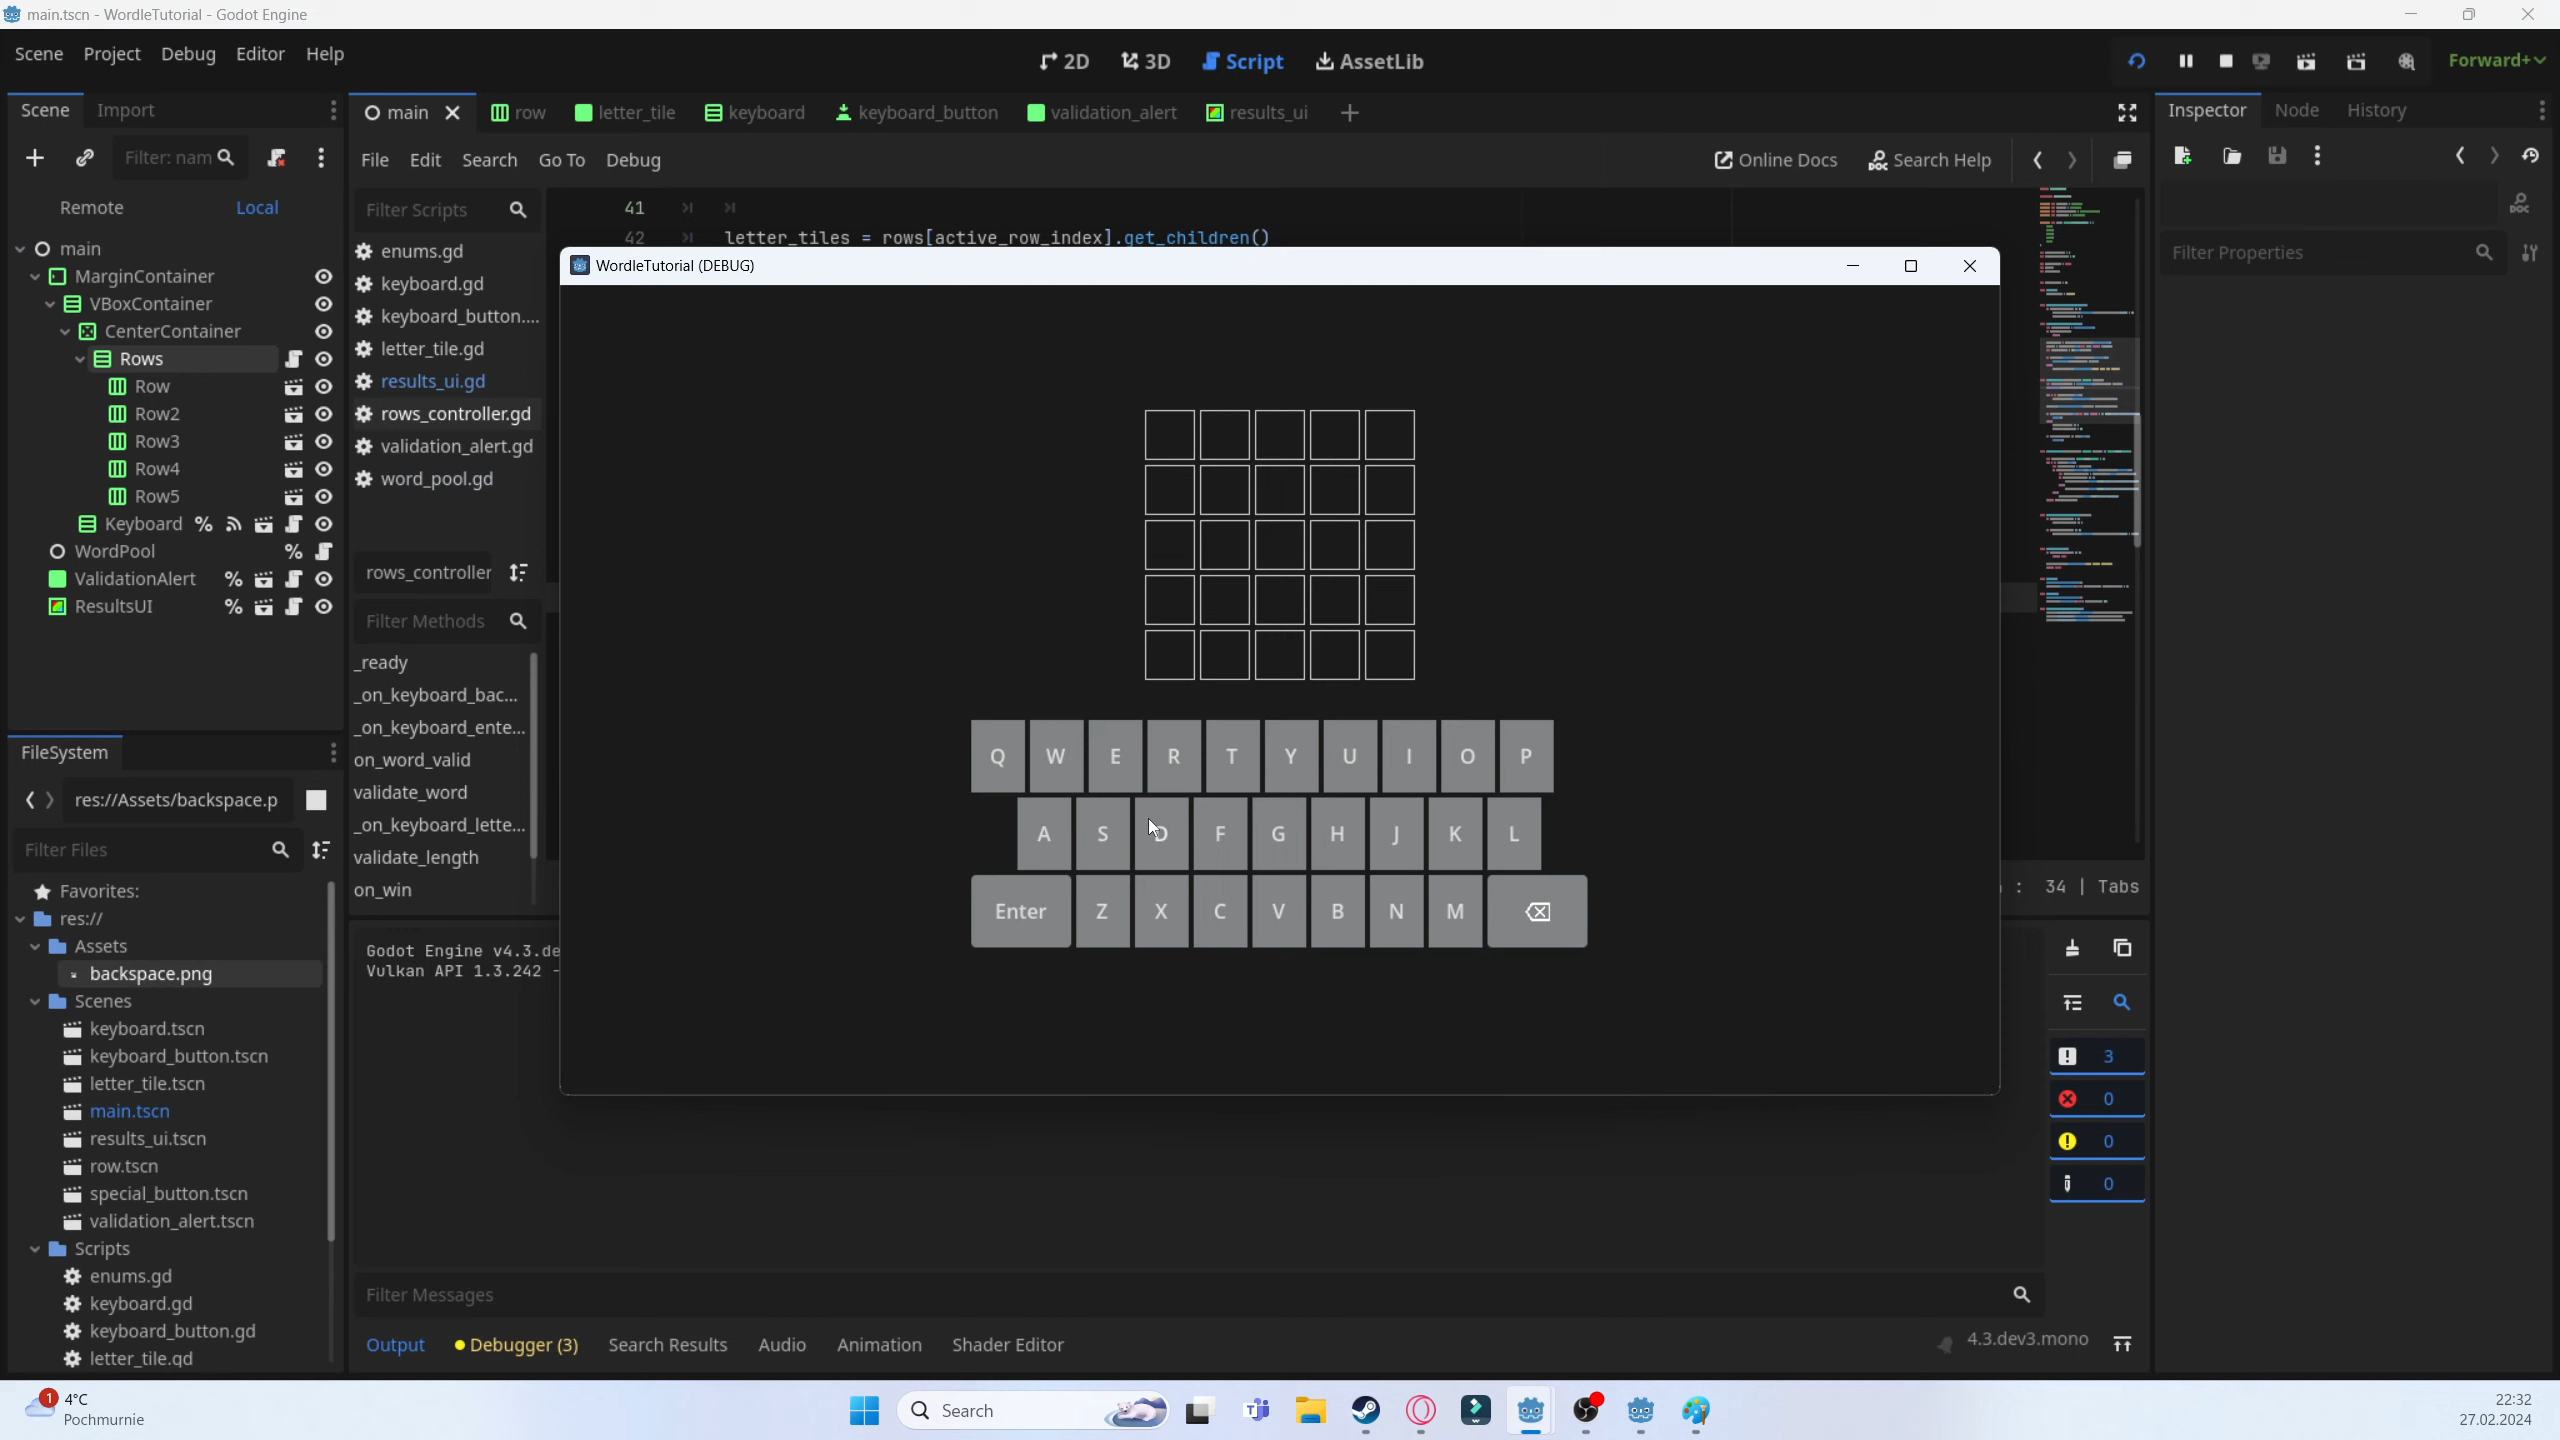 main.tscn - WordleTutorial - Godot Engine
Scene Project Debug Editor Help
2D 3D Script AssetLib
Forward+
Scene Import
main row letter_tile keyboard keyboard_button validation_alert results_ui
Inspector Node History
Filter: nam
File Edit Search Go To Debug
Online Docs Search Help
Remote Local
Filter Scripts
41
42 letter_tiles = rows[active_row_index].get_children()
Filter Properties
main
MarginContainer
VBoxContainer
CenterContainer
Rows
Row
Row2
Row3
Row4
Row5
Keyboard %
WordPool %
ValidationAlert %
ResultsUI %
enums.gd
keyboard.gd
keyboard_button....
letter_tile.gd
results_ui.gd
rows_controller.gd
validation_alert.gd
word_pool.gd
rows_controller
Filter Methods
_ready
_on_keyboard_bac...
_on_keyboard_ente...
on_word_valid
validate_word
_on_keyboard_lette...
validate_length
on_win
WordleTutorial (DEBUG)
Q W E R T Y U I O P
A S D F G H J K L
Enter Z X C V B N M
: 34 | Tabs
FileSystem
res://Assets/backspace.p
Filter Files
Favorites:
res://
Assets
backspace.png
Scenes
keyboard.tscn
keyboard_button.tscn
letter_tile.tscn
main.tscn
results_ui.tscn
row.tscn
special_button.tscn
validation_alert.tscn
Scripts
enums.gd
keyboard.gd
keyboard_button.gd
letter_tile.gd
Godot Engine v4.3.de
Vulkan API 1.3.242 -
3
0
0
0
Filter Messages
Output Debugger (3) Search Results Audio Animation Shader Editor
4.3.dev3.mono
1
4°C
Pochmurnie
Search
22:32
27.02.2024